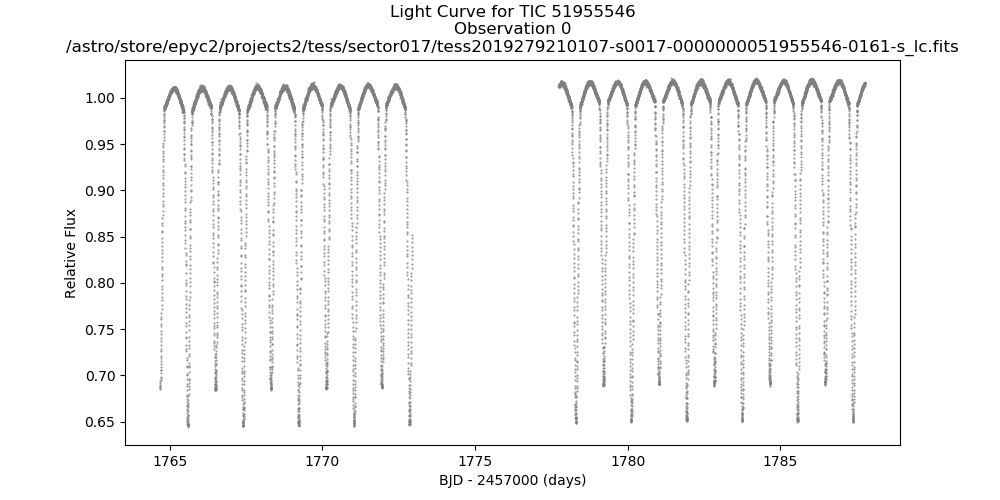 Light Curve for TIC 51955546
Observation 0
/astro/store/epyc2/projects2/tess/sector017/tess2019279210107-s0017-0000000051955546-0161-s_lc.fits
1.00
0.95
0.90
0.85
0.80
0.75
0.70
0.65
Relative Flux
1765
1770
1775
1780
1785
BJD - 2457000 (days)